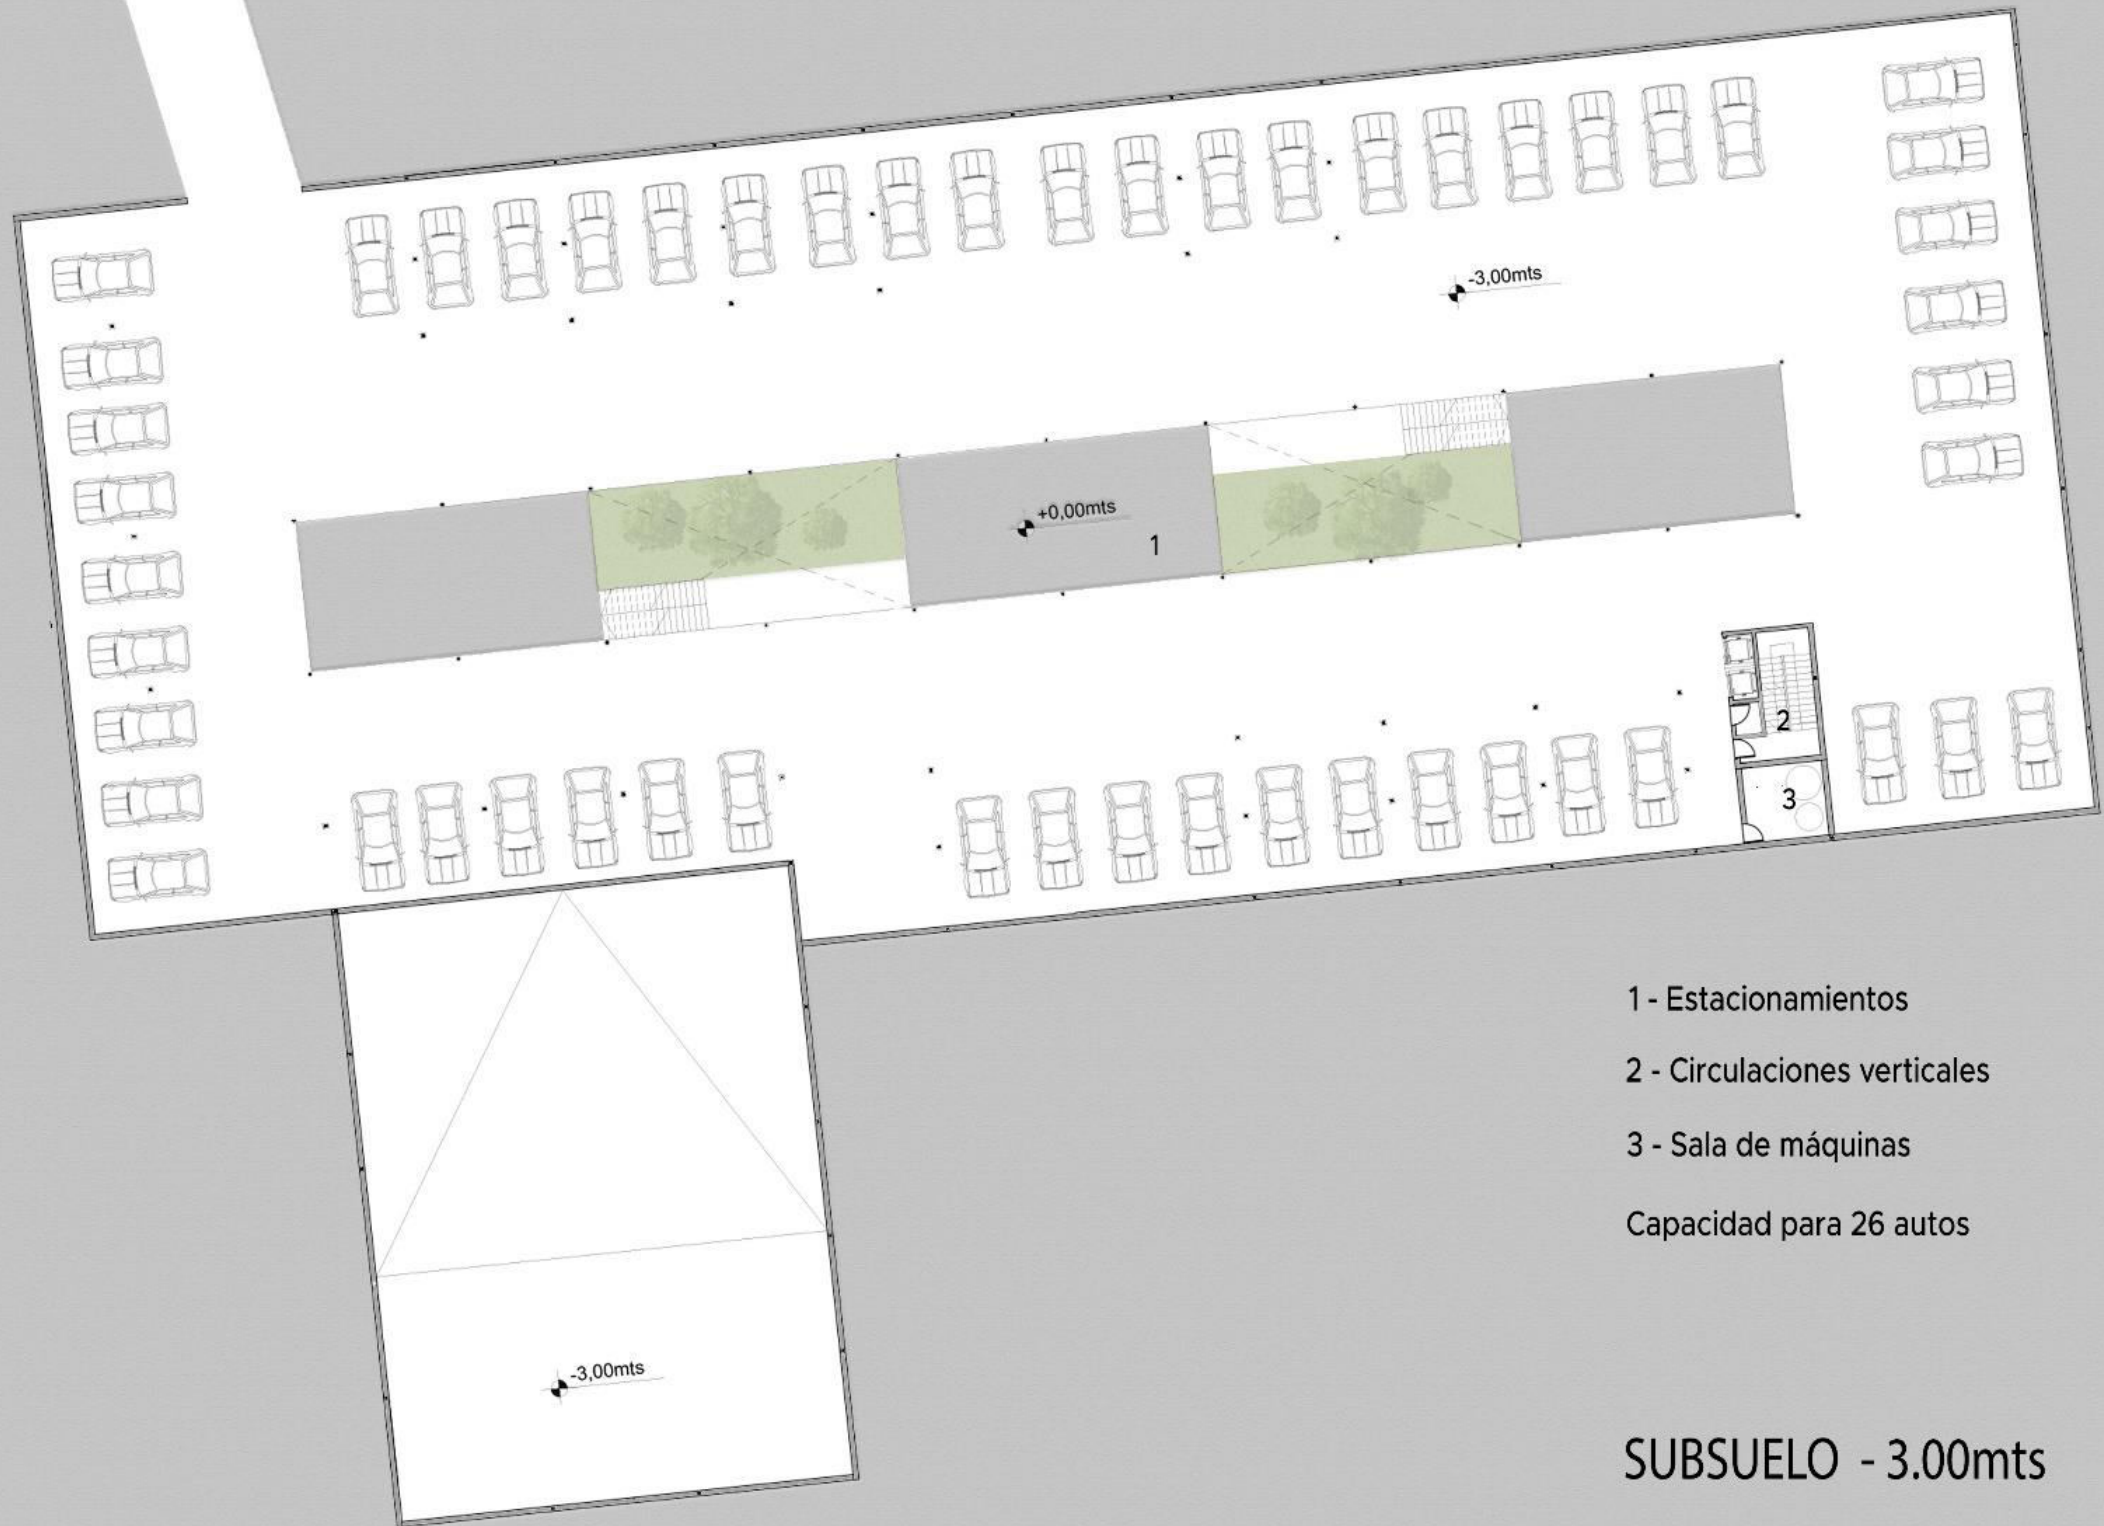 -3,00mts
+0,00mts
1
2
3
1 - Estacionamientos
2 - Circulaciones verticales
3 - Sala de máquinas
Capacidad para 26 autos
-3,00mts
SUBSUELO - 3.00mts